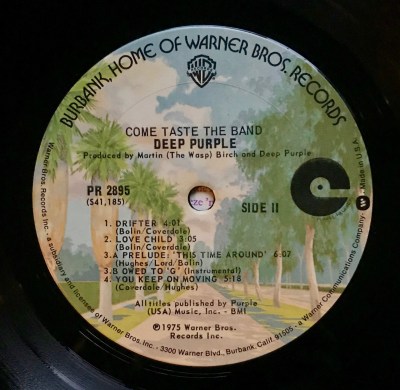 BURBANK, HOME OF WARNER BROS. RECORDS
COME TASTE THE BAND
DEEP PURPLE
Produced by Martin (The Wasp) Birch and Deep Purple
PR 2895
(S41,185)
SIDE II
1. DRIFTER 4:01
(Bolin/Coverdale)
2. LOVE CHILD 3:05
(Bolin/Coverdale)
3.A PRELUDE: 'THIS TIME AROUND' 6:07
(Hughes/Lord/Bolin)
3.B OWED TO 'G' (Instrumental)
4. YOU KEEP ON MOVING 5:18
(Coverdale/Hughes)
All titles published by Purple
(USA) Music, Inc. - BMI
℗1975 Warner Bros.
Records Inc.
Warner Bros. Records Inc. - a subsidiary and licensee of Warner Bros. Inc. - 3300 Warner Blvd., Burbank, Calif. 91505 - a Warner Communications Company W • Made in U.S.A.